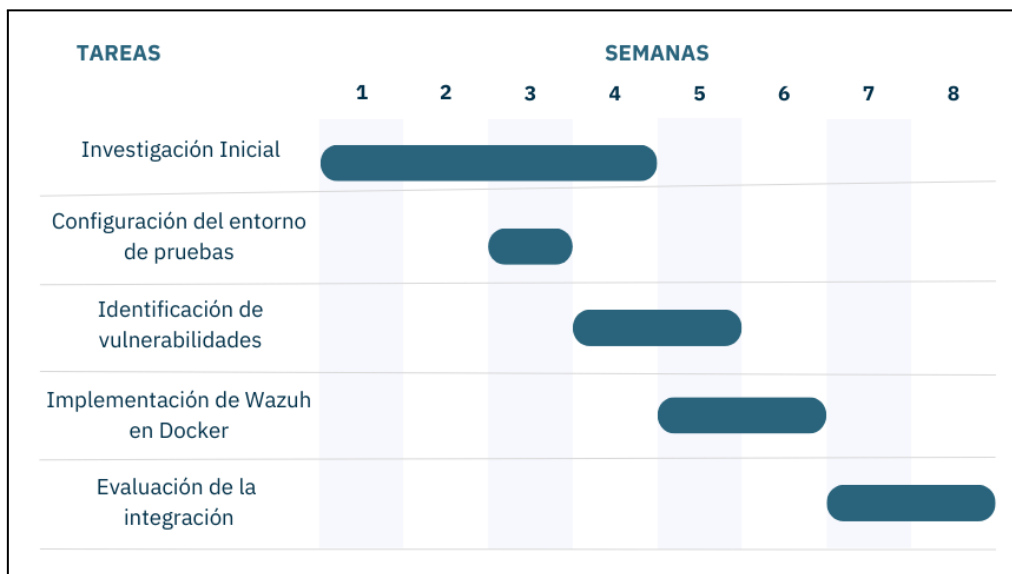 TAREAS
SEMANAS
1 2 3 4 5 6 7 8
Investigación Inicial
Configuración del entorno
de pruebas
Identificación de
vulnerabilidades
Implementación de Wazuh
en Docker
Evaluación de la
integración